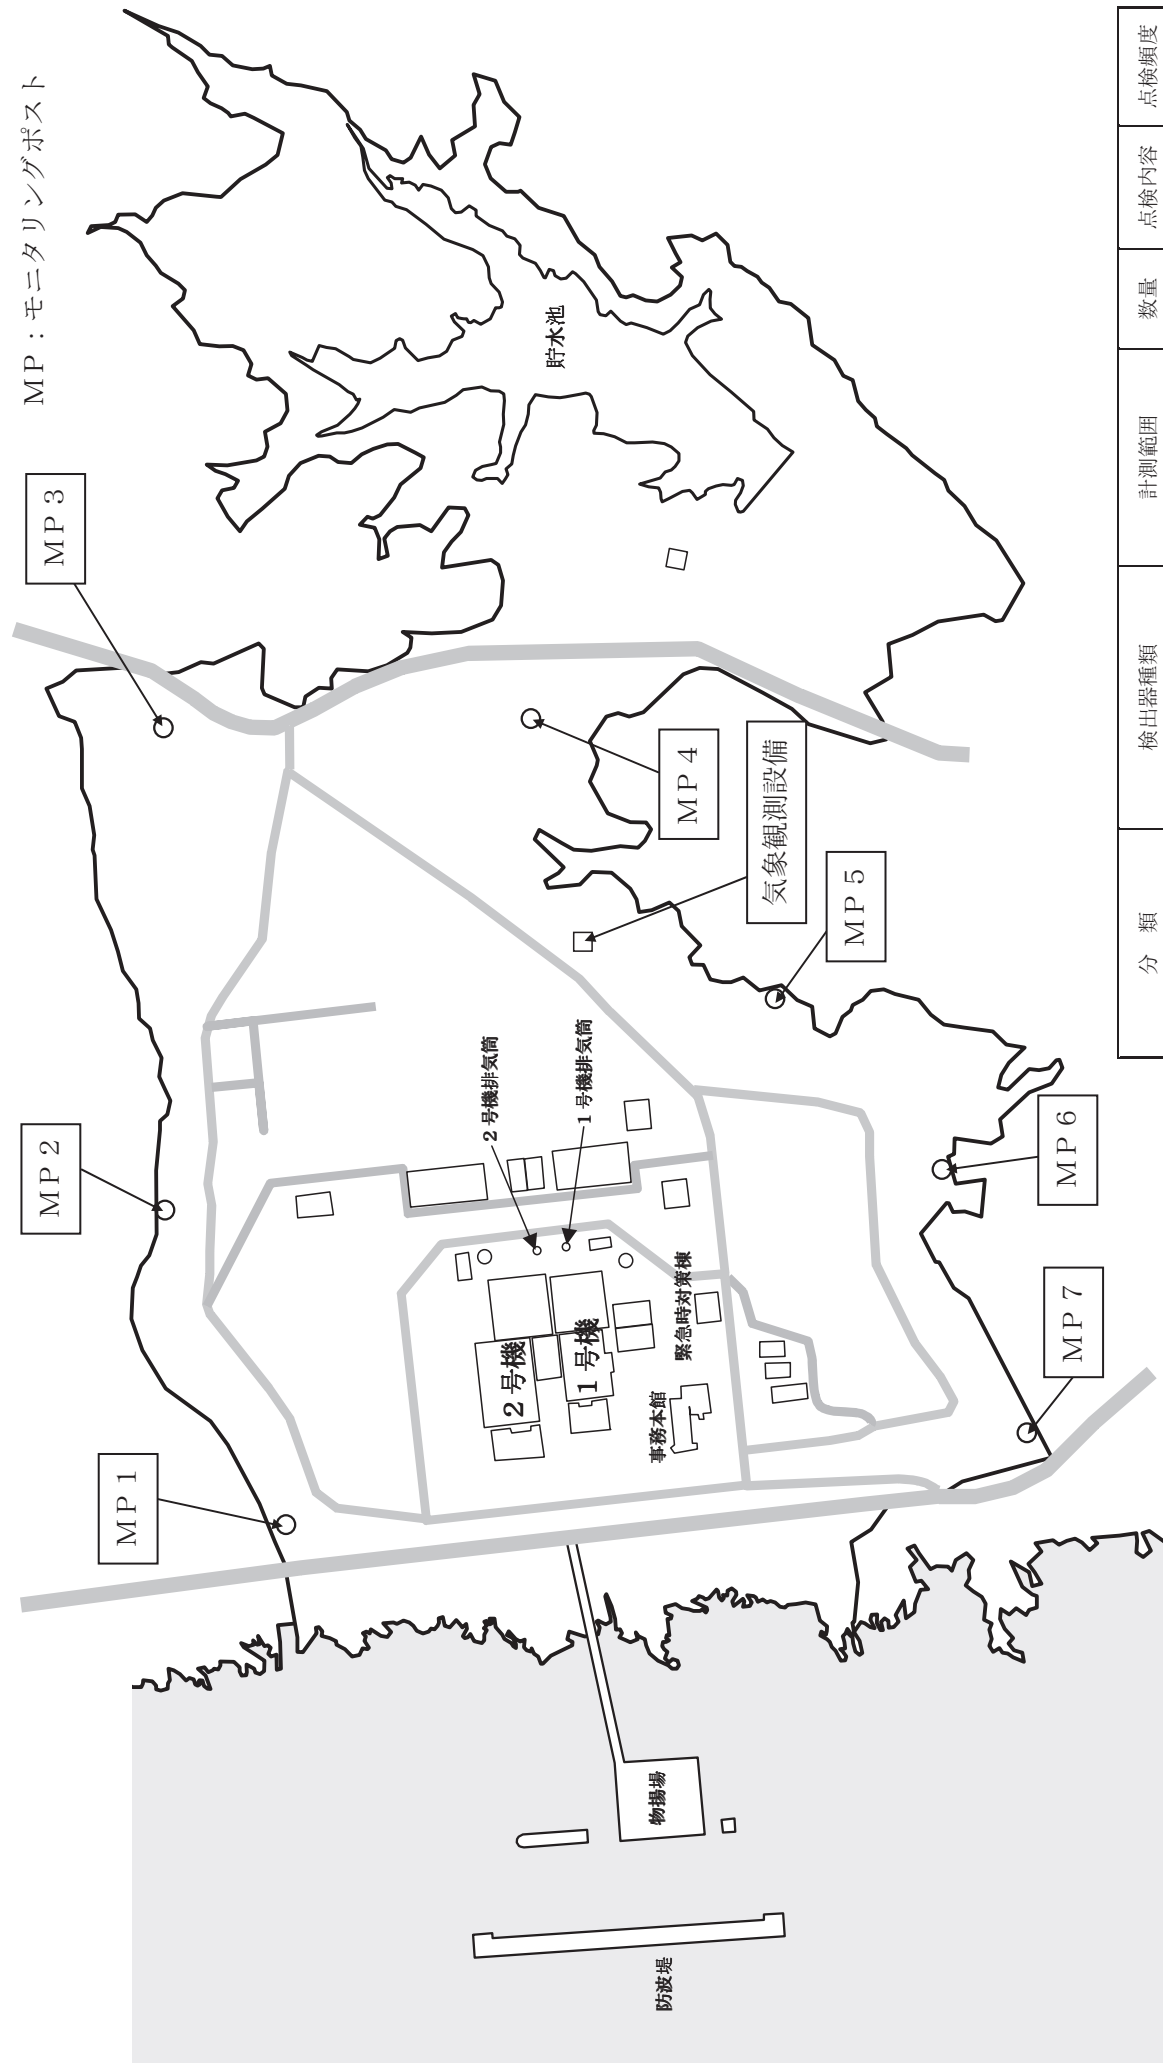 MP：モニタリングポスト
MP3
MP2
MP1
貯水池
MP4
気象観測設備
MP5
2号機排気筒
1号機排気筒
MP6
2号機
1号機
緊急時対策棟
事務本館
MP7
物揚場
防波堤
分　類　検出器種類　計測範囲　数量　点検内容　点検頻度